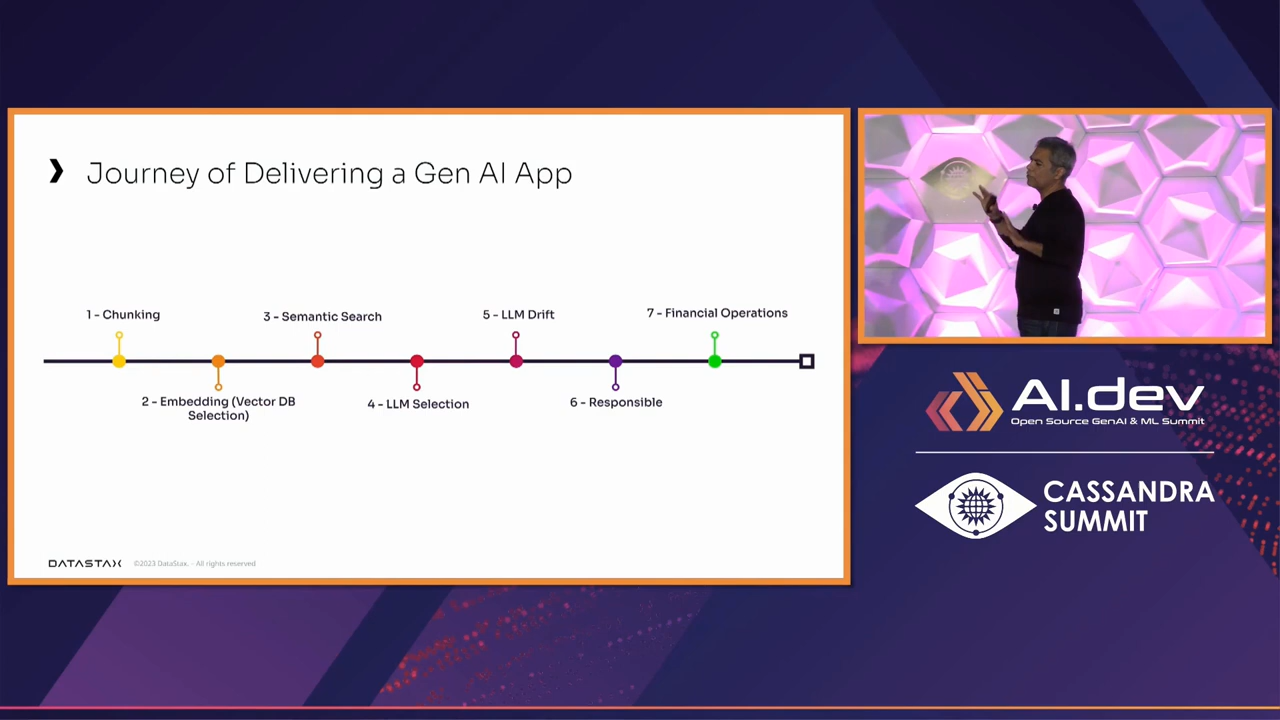 Journey of Delivering a Gen AI App
1 - Chunking
3 - Semantic Search
5 - LLM Drift
7 - Financial Operations
2 - Embedding (Vector DB
Selection)
4 - LLM Selection
6 - Responsible
DATASTAX
©2023 DataStax. – All rights reserved
AI.dev
Open Source GenAI & ML Summit
CASSANDRA
SUMMIT